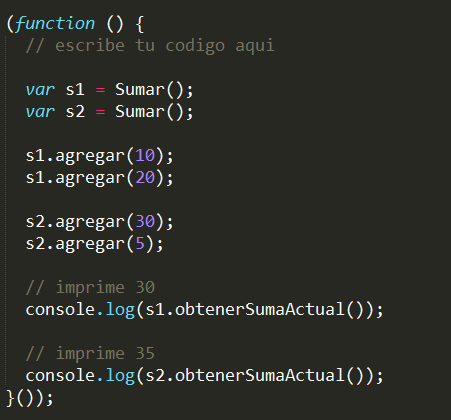 (function () {
// escribe tu codigo aqui
var s1 = Sumar();
var s2 = Sumar();
s1.agregar(10);
s1.agregar(20);
s2.agregar(30);
s2.agregar(5);
// imprime 30
console.log(s1.obtenerSumaActual());
// imprime 35
console.log(s2.obtenerSumaActual());
}());